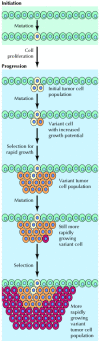 Initiation
Mutation
Cell
proliferation
Progression
Initial tumor cell
population
Mutation
Variant cell
with increased
growth potential
Selection
for rapid growth
Variant tumor
cell population
Mutation
Still more
rapidly
growing
variant cell
Selection
More
rapidly
growing
variant tumor
cell population